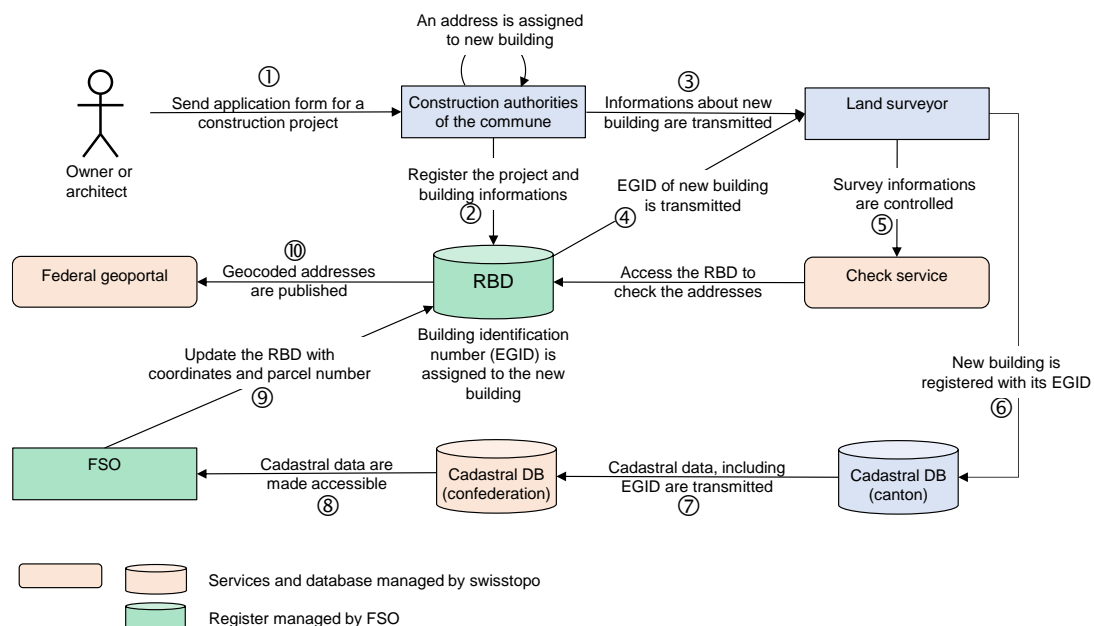 An address is assigned
to new building
①
Send application form for a
construction project
Owner or
architect
Construction authorities
of the commune
③
Informations about new
building are transmitted
Land surveyor
Register the project and
building informations
②
EGID of new building
is transmitted
④
Survey informations
are controlled
⑤
⑩
Geocoded addresses
are published
Federal geoportal
RBD
Access the RBD to
check the addresses
Check service
Building identification
number (EGID) is
assigned to the new
building
Update the RBD with
coordinates and parcel number
⑨
New building is
registered with its EGID
⑥
FSO
Cadastral data are
made accessible
⑧
Cadastral DB
(confederation)
Cadastral data, including
EGID are transmitted
⑦
Cadastral DB
(canton)
Services and database managed by swisstopo
Register managed by FSO